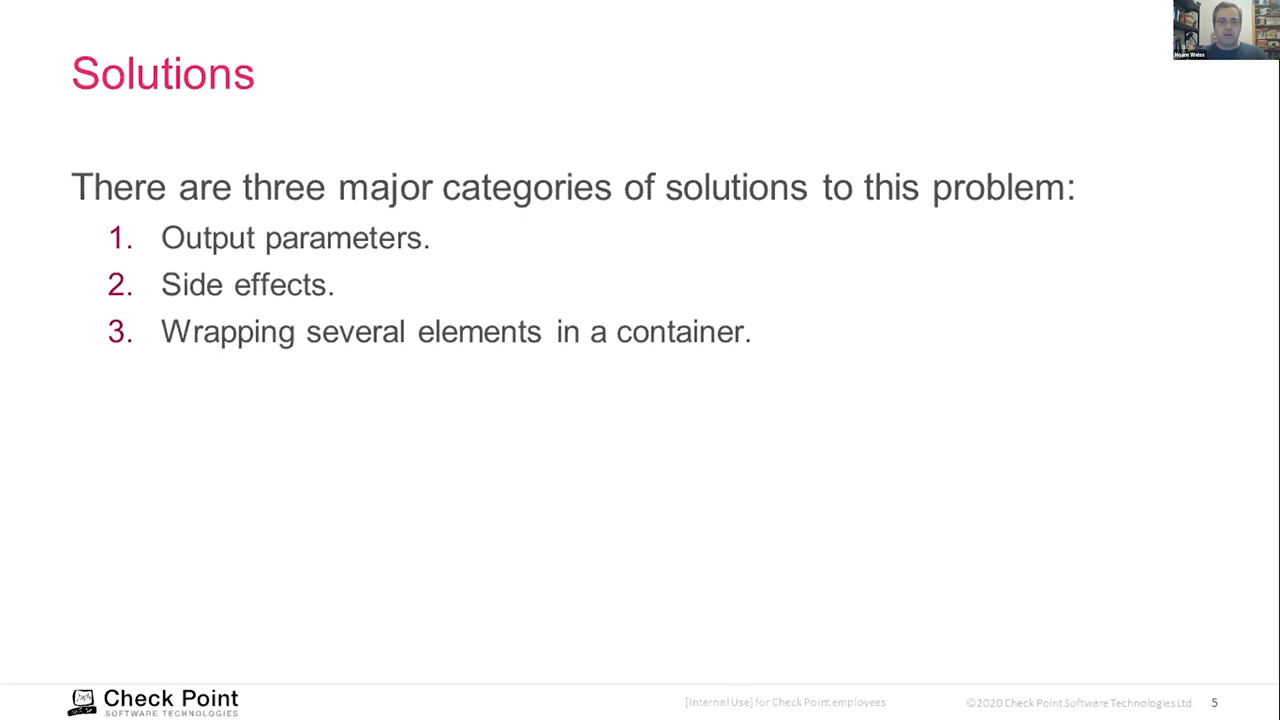 Noam Weiss
Solutions
There are three major categories of solutions to this problem:
1. Output parameters.
2. Side effects.
3. Wrapping several elements in a container.
Check Point
SOFTWARE TECHNOLOGIES
[Internal Use] for Check Point employees
©2020 Check Point Software Technologies Ltd.
5